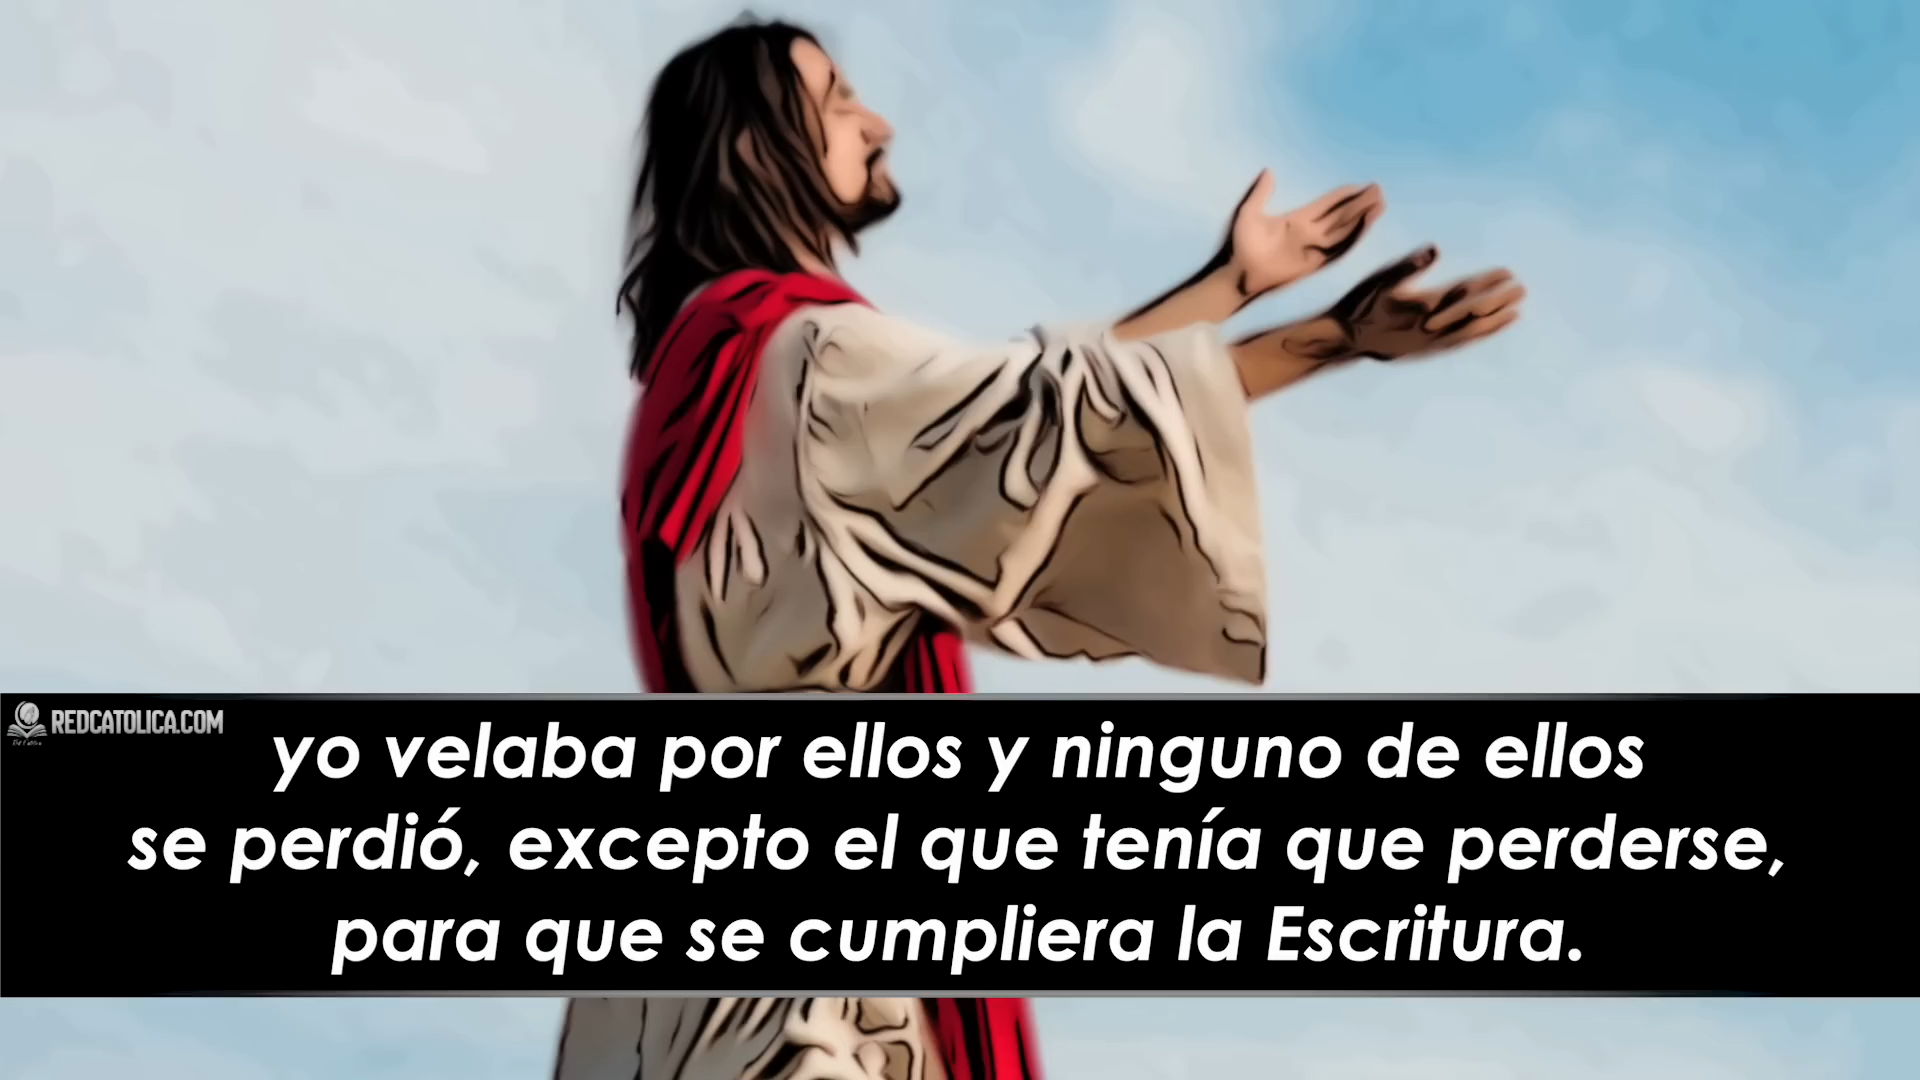 REDCATOLICA.COM
yo velaba por ellos y ninguno de ellos
se perdió, excepto el que tenía que perderse,
para que se cumpliera la Escritura.